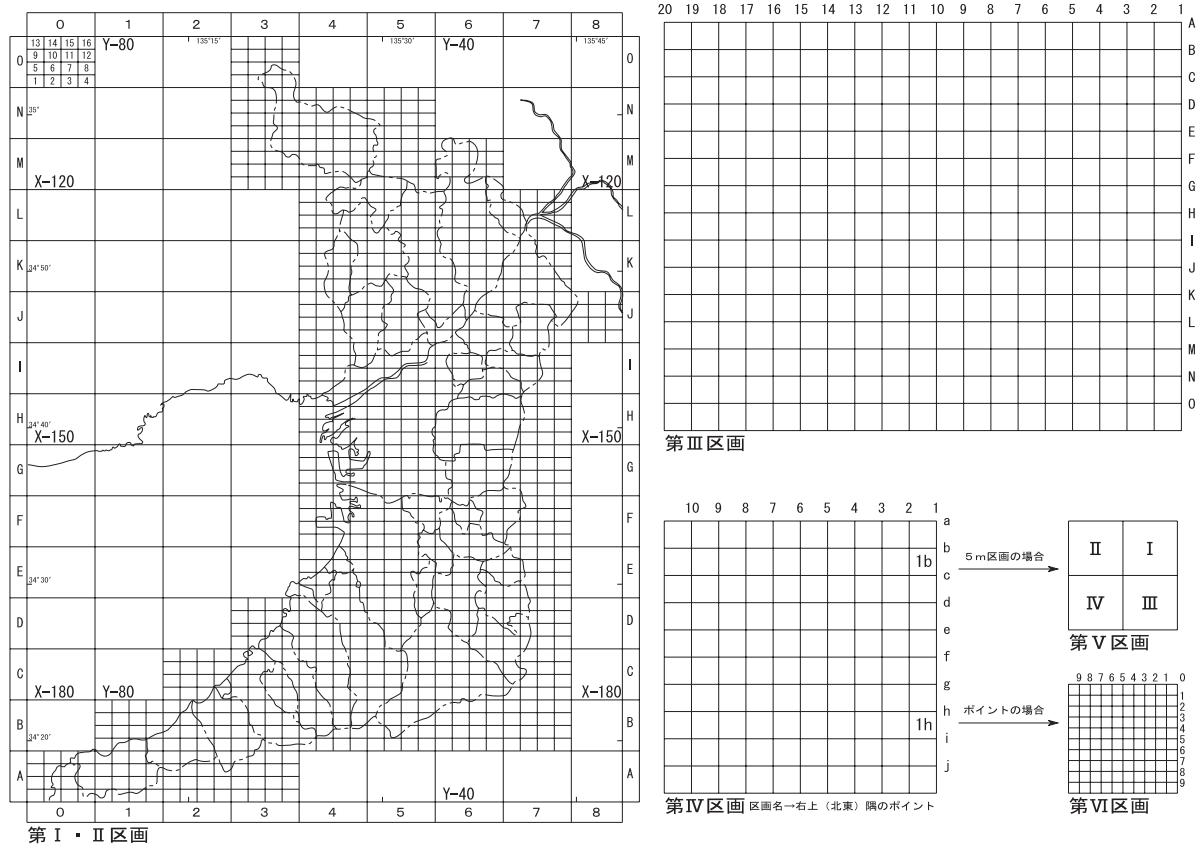 0 1 2 3 4 5 6 7 8
135°15′ 135°30′ 135°45′
Y-80 Y-40
13 14 15 16
9 10 11 12
5 6 7 8
1 2 3 4
O O
N 35° N
M M
X-120 X-120
L L
K 34°50′ K
J J
I I
H 34°40′ H
X-150 X-150
G G
F F
E 34°30′ E
D D
C C
X-180 Y-80 X-180
B 34°20′ B
A A
Y-40
0 1 2 3 4 5 6 7 8
第Ⅰ・Ⅱ区画
20 19 18 17 16 15 14 13 12 11 10 9 8 7 6 5 4 3 2 1
A
B
C
D
E
F
G
H
I
J
K
L
M
N
O
第Ⅲ区画
10 9 8 7 6 5 4 3 2 1
a
b
1b
c
d
e
f
g
h
1h
i
j
第Ⅳ区画 区画名→右上（北東）隅のポイント
5m区画の場合
Ⅱ Ⅰ
Ⅳ Ⅲ
第Ⅴ区画
ポイントの場合
9 8 7 6 5 4 3 2 1 0
1
2
3
4
5
6
7
8
9
第Ⅵ区画